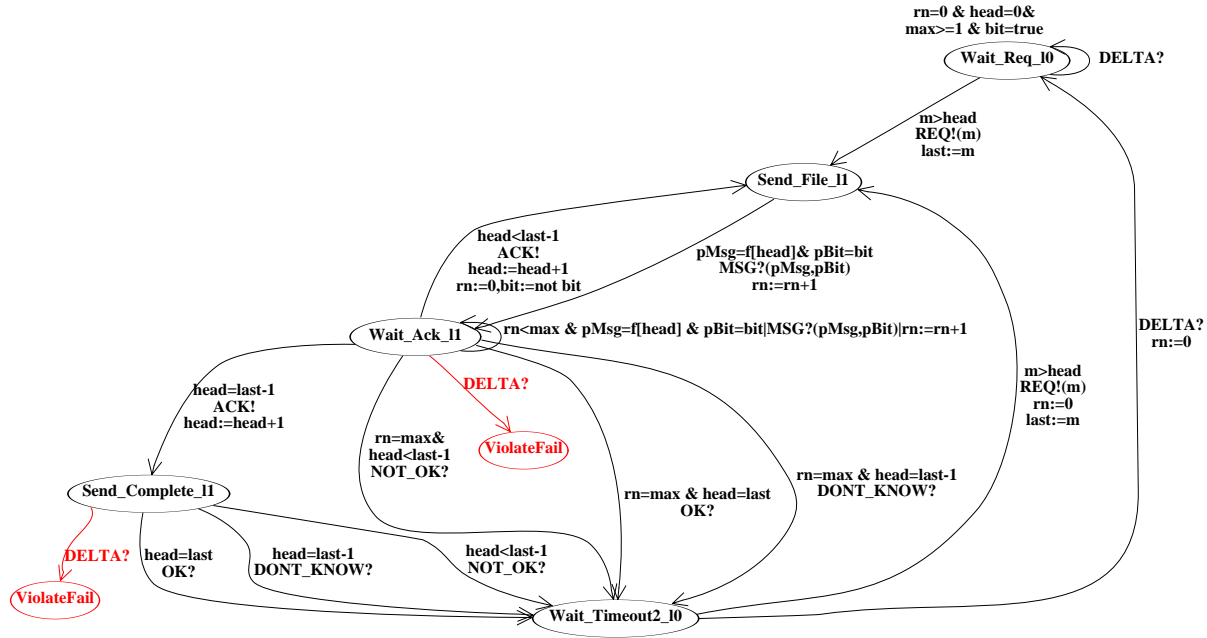 rn=0 & head=0&
max>=1 & bit=true
Wait_Req_l0
DELTA?
m>head
REQ!(m)
last:=m
Send_File_l1
head<last-1
ACK!
head:=head+1
rn:=0,bit:=not bit
pMsg=f[head]& pBit=bit
MSG?(pMsg,pBit)
rn:=rn+1
Wait_Ack_l1
rn<max & pMsg=f[head] & pBit=bit|MSG?(pMsg,pBit)|rn:=rn+1
DELTA?
rn:=0
m>head
REQ!(m)
rn:=0
last:=m
head=last-1
ACK!
head:=head+1
DELTA?
ViolateFail
rn=max&
head<last-1
NOT_OK?
rn=max & head=last
OK?
rn=max & head=last-1
DONT_KNOW?
Send_Complete_l1
DELTA?
ViolateFail
head=last
OK?
head=last-1
DONT_KNOW?
head<last-1
NOT_OK?
Wait_Timeout2_l0